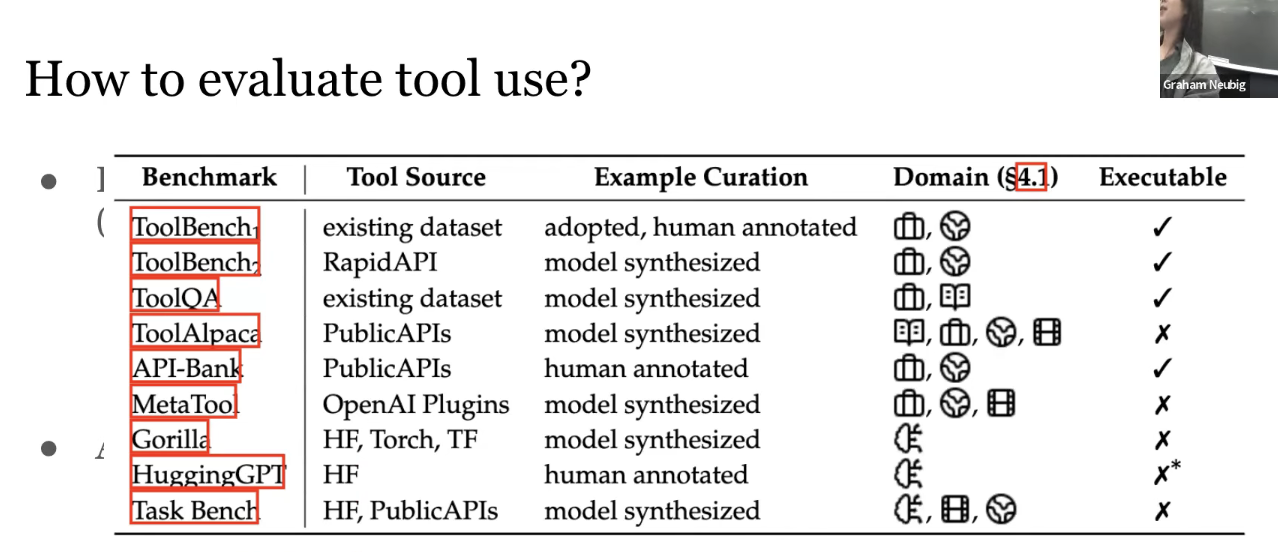 How to evaluate tool use?
Graham Neubig
Benchmark Tool Source Example Curation Domain (§4.1) Executable
ToolBench₁ existing dataset adopted, human annotated ✓
ToolBench₂ RapidAPI model synthesized ✓
ToolQA existing dataset model synthesized ✓
ToolAlpaca PublicAPIs model synthesized ✗
API-Bank PublicAPIs human annotated ✓
MetaTool OpenAI Plugins model synthesized ✗
Gorilla HF, Torch, TF model synthesized ✗
HuggingGPT HF human annotated ✗*
Task Bench HF, PublicAPIs model synthesized ✗